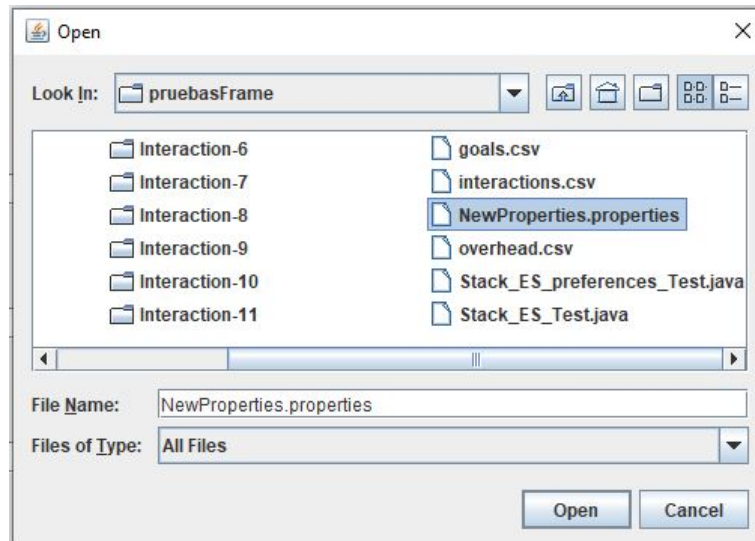 Open
Look In: pruebasFrame
Interaction-6 goals.csv
Interaction-7 interactions.csv
Interaction-8 NewProperties.properties
Interaction-9 overhead.csv
Interaction-10 Stack_ES_preferences_Test.java
Interaction-11 Stack_ES_Test.java
File Name: NewProperties.properties
Files of Type: All Files
Open Cancel